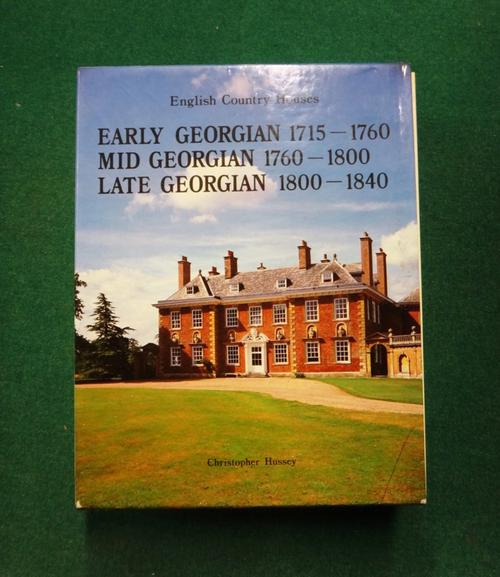 English Country Houses
EARLY GEORGIAN 1715 – 1760
MID GEORGIAN 1760 – 1800
LATE GEORGIAN 1800 – 1840
Christopher Hussey